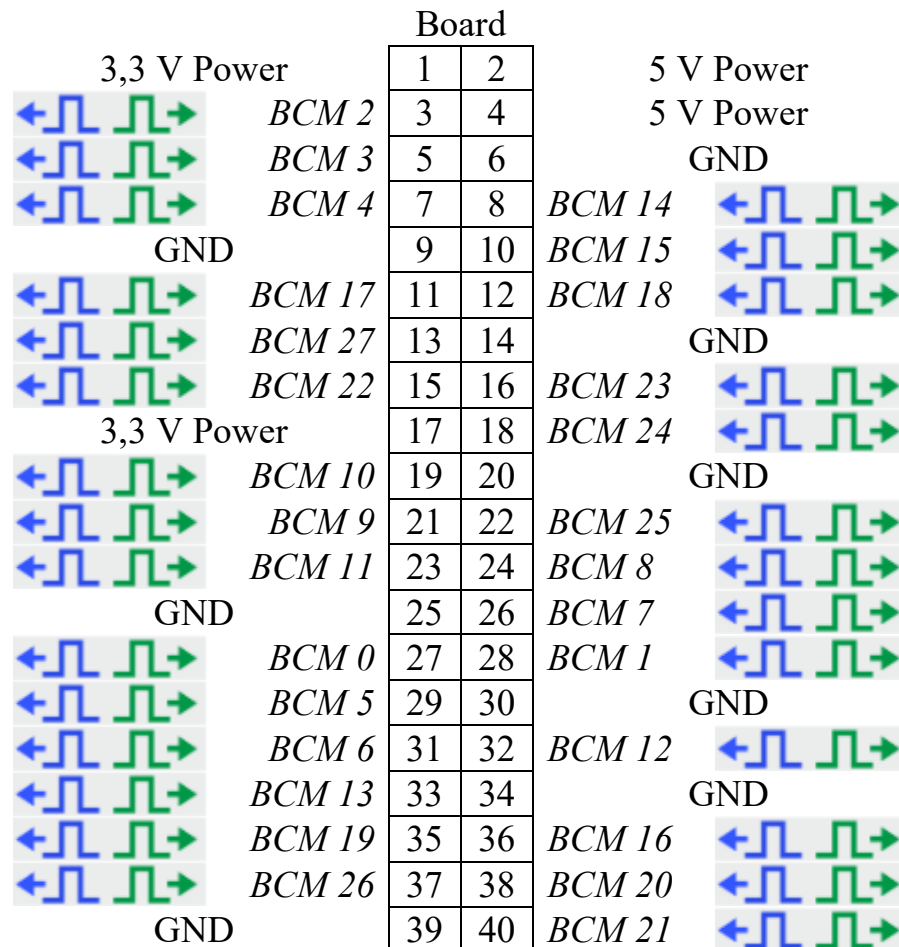 Board
3,3 V Power 1 2 5 V Power
BCM 2 3 4 5 V Power
BCM 3 5 6 GND
BCM 4 7 8 BCM 14
GND 9 10 BCM 15
BCM 17 11 12 BCM 18
BCM 27 13 14 GND
BCM 22 15 16 BCM 23
3,3 V Power 17 18 BCM 24
BCM 10 19 20 GND
BCM 9 21 22 BCM 25
BCM 11 23 24 BCM 8
GND 25 26 BCM 7
BCM 0 27 28 BCM 1
BCM 5 29 30 GND
BCM 6 31 32 BCM 12
BCM 13 33 34 GND
BCM 19 35 36 BCM 16
BCM 26 37 38 BCM 20
GND 39 40 BCM 21